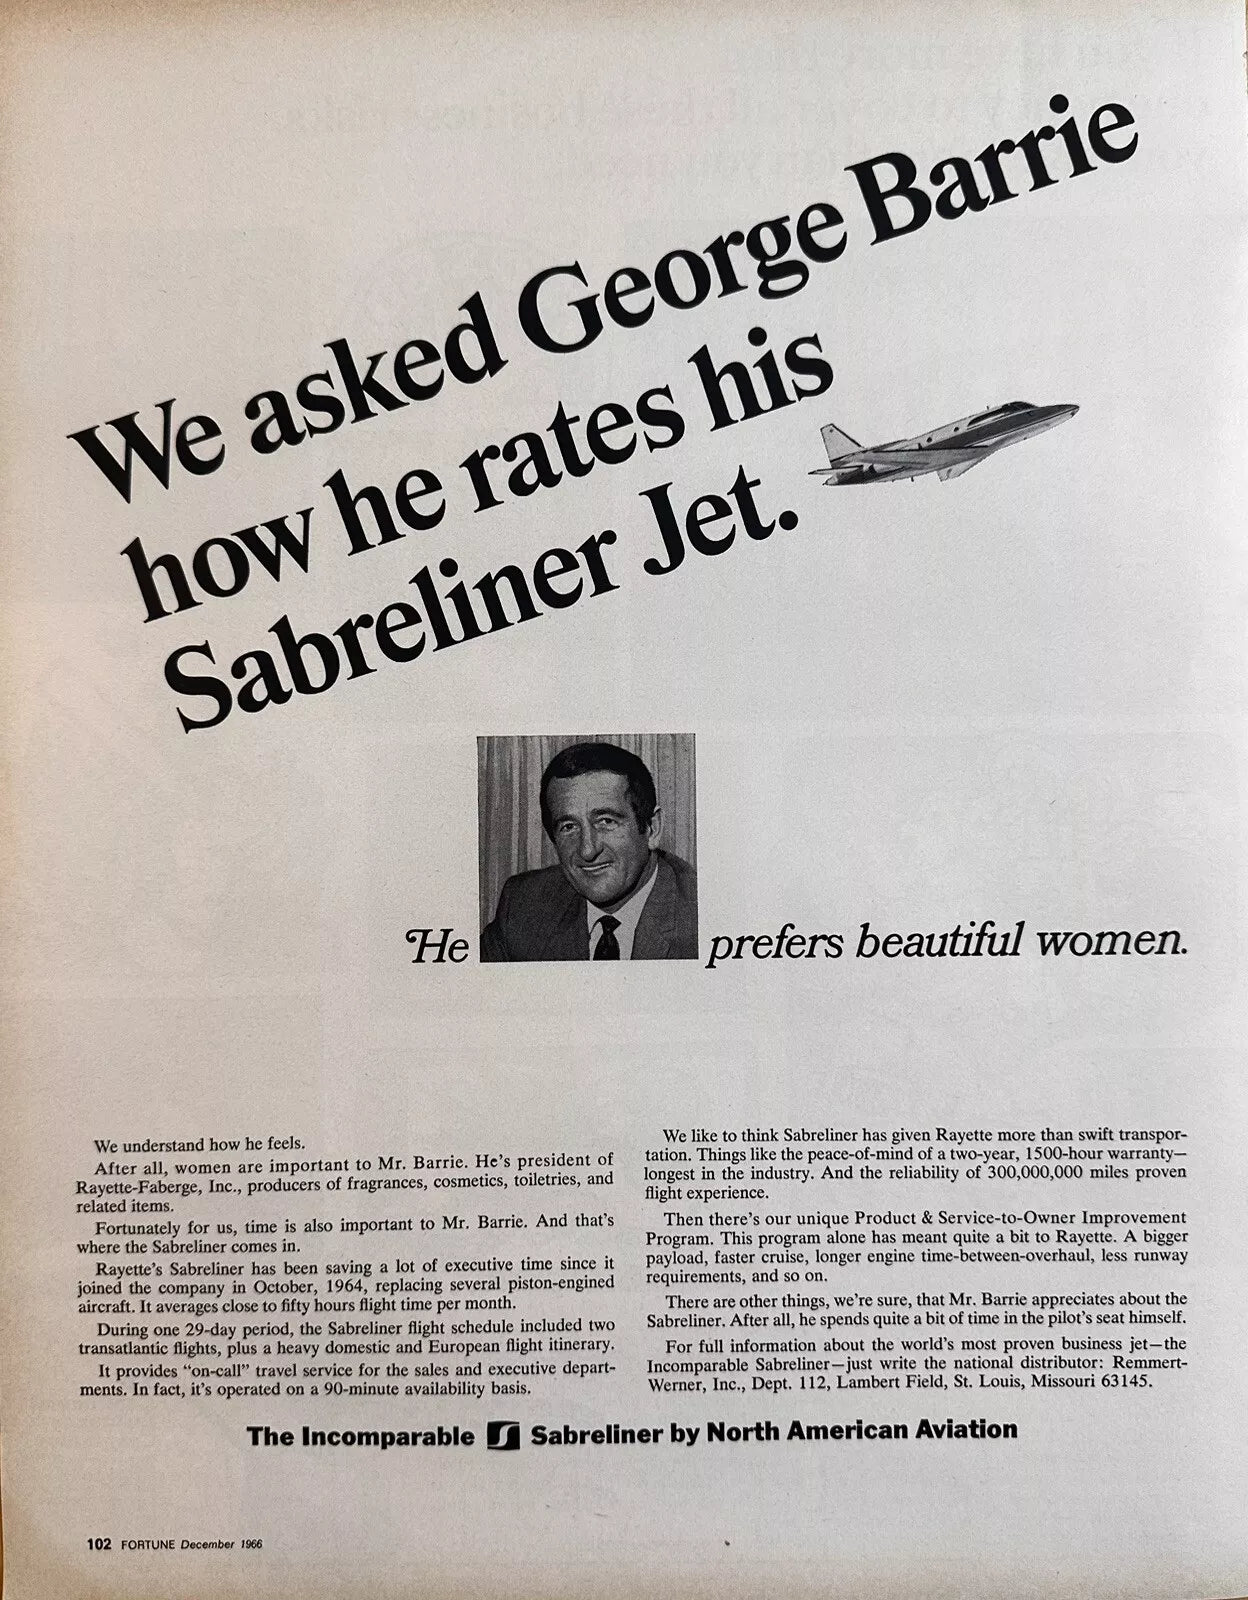 We asked George Barrie
how he rates his
Sabreliner Jet.
He prefers beautiful women.
We understand how he feels.
After all, women are important to Mr. Barrie. He's president of
Rayette-Faberge, Inc., producers of fragrances, cosmetics, toiletries, and
related items.
Fortunately for us, time is also important to Mr. Barrie. And that's
where the Sabreliner comes in.
Rayette's Sabreliner has been saving a lot of executive time since it
joined the company in October, 1964, replacing several piston-engined
aircraft. It averages close to fifty hours flight time per month.
During one 29-day period, the Sabreliner flight schedule included two
transatlantic flights, plus a heavy domestic and European flight itinerary.
It provides "on-call" travel service for the sales and executive depart-
ments. In fact, it's operated on a 90-minute availability basis.
We like to think Sabreliner has given Rayette more than swift transpor-
tation. Things like the peace-of-mind of a two-year, 1500-hour warranty—
longest in the industry. And the reliability of 300,000,000 miles proven
flight experience.
Then there's our unique Product & Service-to-Owner Improvement
Program. This program alone has meant quite a bit to Rayette. A bigger
payload, faster cruise, longer engine time-between-overhaul, less runway
requirements, and so on.
There are other things, we're sure, that Mr. Barrie appreciates about the
Sabreliner. After all, he spends quite a bit of time in the pilot's seat himself.
For full information about the world's most proven business jet—the
Incomparable Sabreliner—just write the national distributor: Remmert-
Werner, Inc., Dept. 112, Lambert Field, St. Louis, Missouri 63145.
The Incomparable Sabreliner by North American Aviation
102 FORTUNE December 1966